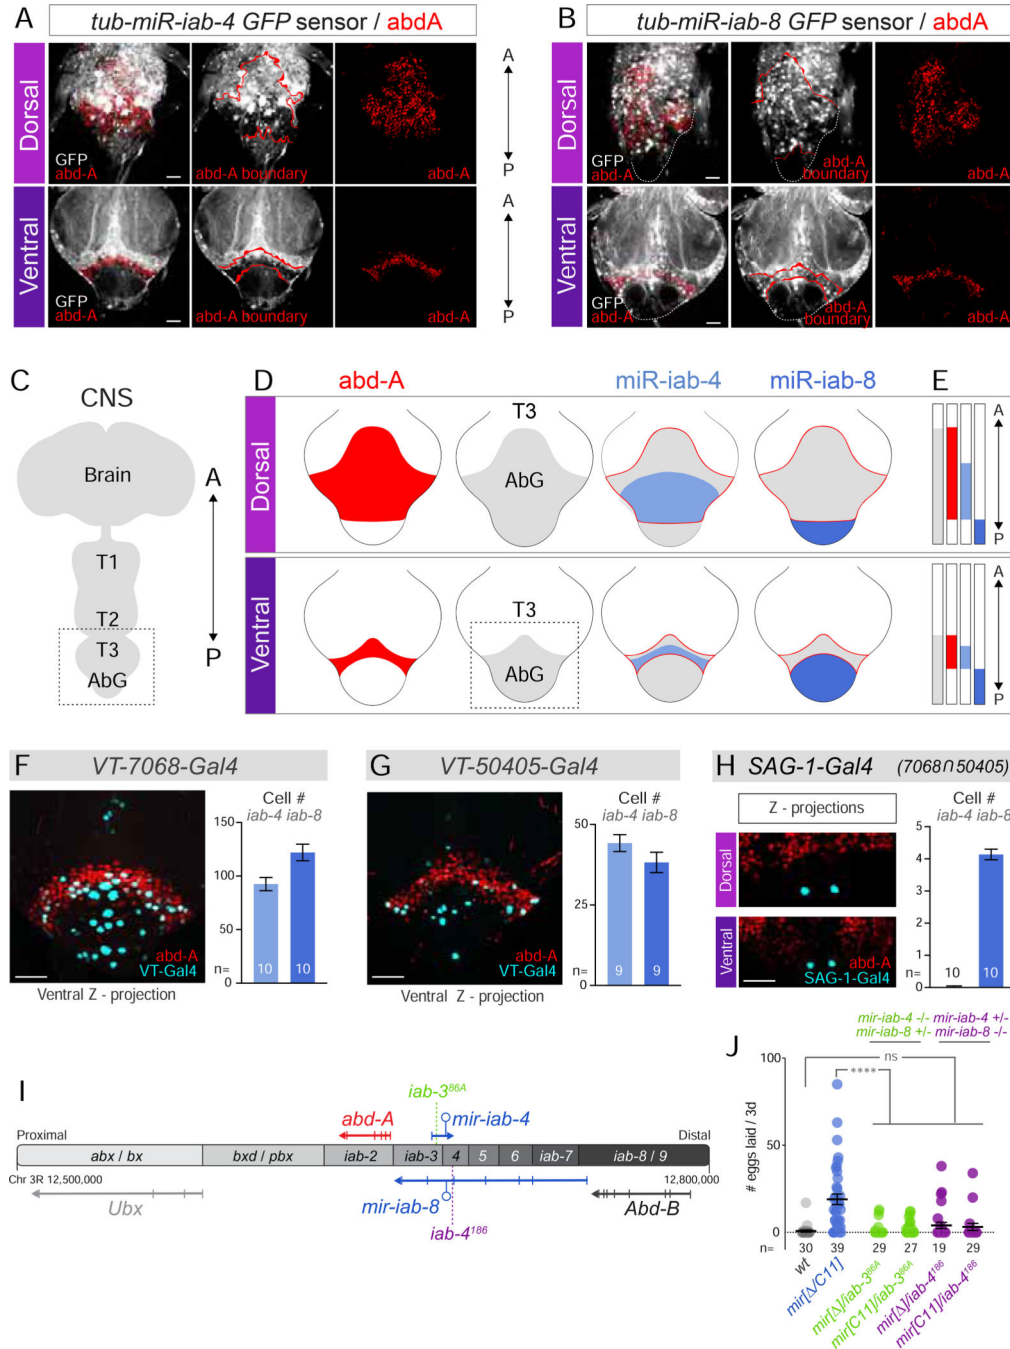 A
tub-miR-iab-4 GFP sensor / abdA
Dorsal
GFP
abd-A
abd-A boundary
abd-A
A
P
Ventral
GFP
abd-A
abd-A boundary
abd-A
A
P
B
tub-miR-iab-8 GFP sensor / abdA
Dorsal
GFP
abd-A
abd-A
boundary
abd-A
Ventral
GFP
abd-A
abd-A
boundary
abd-A
C
CNS
Brain
T1
T2
T3
AbG
A
P
D
abd-A
miR-iab-4
miR-iab-8
Dorsal
T3
AbG
Ventral
T3
AbG
E
A
P
A
P
F
VT-7068-Gal4
abd-A
VT-Gal4
Ventral Z - projection
Cell #
iab-4 iab-8
150
100
50
0
n=
10
10
G
VT-50405-Gal4
abd-A
VT-Gal4
Ventral Z - projection
Cell #
iab-4 iab-8
50
25
0
n=
9
9
H
SAG-1-Gal4 (7068∩50405)
Z - projections
Dorsal
Ventral
abd-A
SAG-1-Gal4
Cell #
iab-4 iab-8
5
4
3
2
1
0
n=
10
10
I
iab-3^86A
abd-A
mir-iab-4
Proximal
Distal
abx / bx
bxd / pbx
iab-2
iab-3
4
5
6
iab-7
iab-8 / 9
Chr 3R 12,500,000
12,800,000
Ubx
mir-iab-8
Abd-B
iab-4^186
J
mir-iab-4 -/-
mir-iab-8 +/-
mir-iab-4 +/-
mir-iab-8 -/-
ns
****
# eggs laid / 3d
100
50
0
n=
30
39
29
27
19
29
wt
mir[Δ/C11]
mir[Δ]/iab-3^86A
mir[C11]/iab-3^86A
mir[Δ]/iab-4^186
mir[C11]/iab-4^186